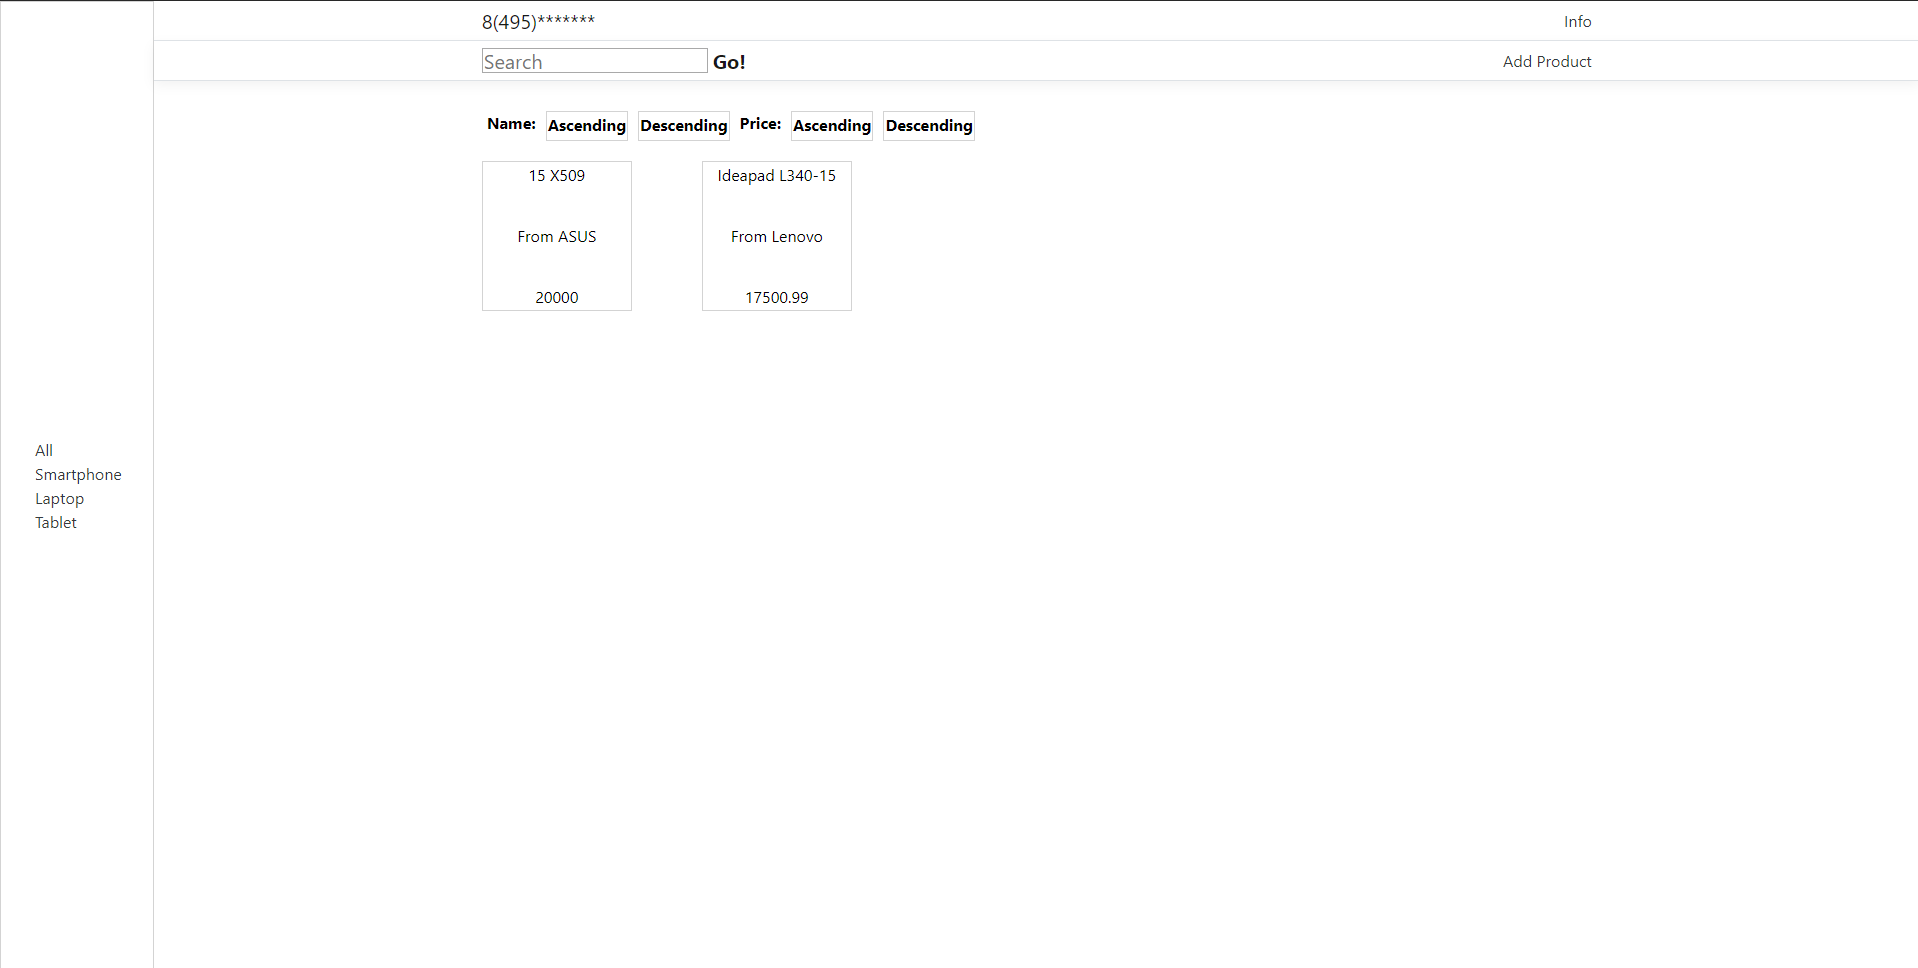 8(495)*******
Info
Search Go!
Add Product
Name: Ascending Descending Price: Ascending Descending
15 X509
From ASUS
20000
Ideapad L340-15
From Lenovo
17500.99
All
Smartphone
Laptop
Tablet